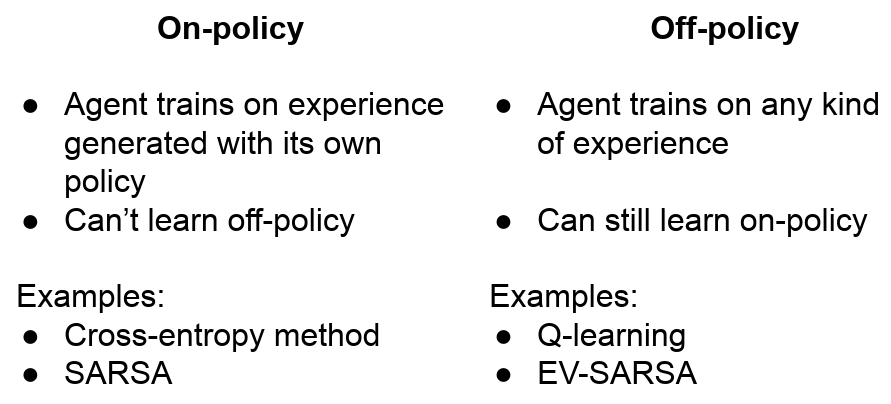 On-policy
● Agent trains on experience
generated with its own
policy
● Can’t learn off-policy
Examples:
● Cross-entropy method
● SARSA
Off-policy
● Agent trains on any kind
of experience
● Can still learn on-policy
Examples:
● Q-learning
● EV-SARSA